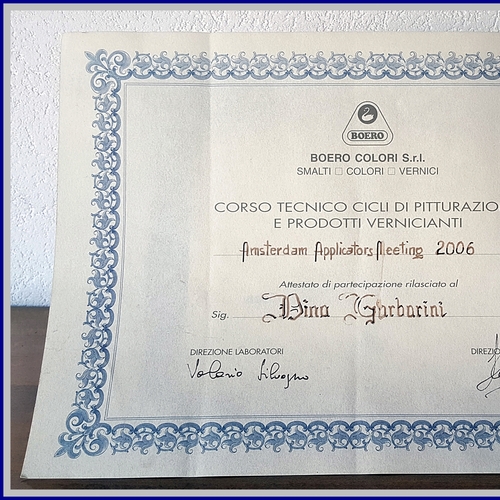 BOERO
BOERO COLORI S.r.l.
SMALTI □ COLORI □ VERNICI
CORSO TECNICO CICLI DI PITTURAZIO
E PRODOTTI VERNICIANTI
Amsterdam Applicators Meeting 2006
Attestato di partecipazione rilasciato al
Sig. Dino Garbarini
DIREZIONE LABORATORI
DIREZIO
Valerio